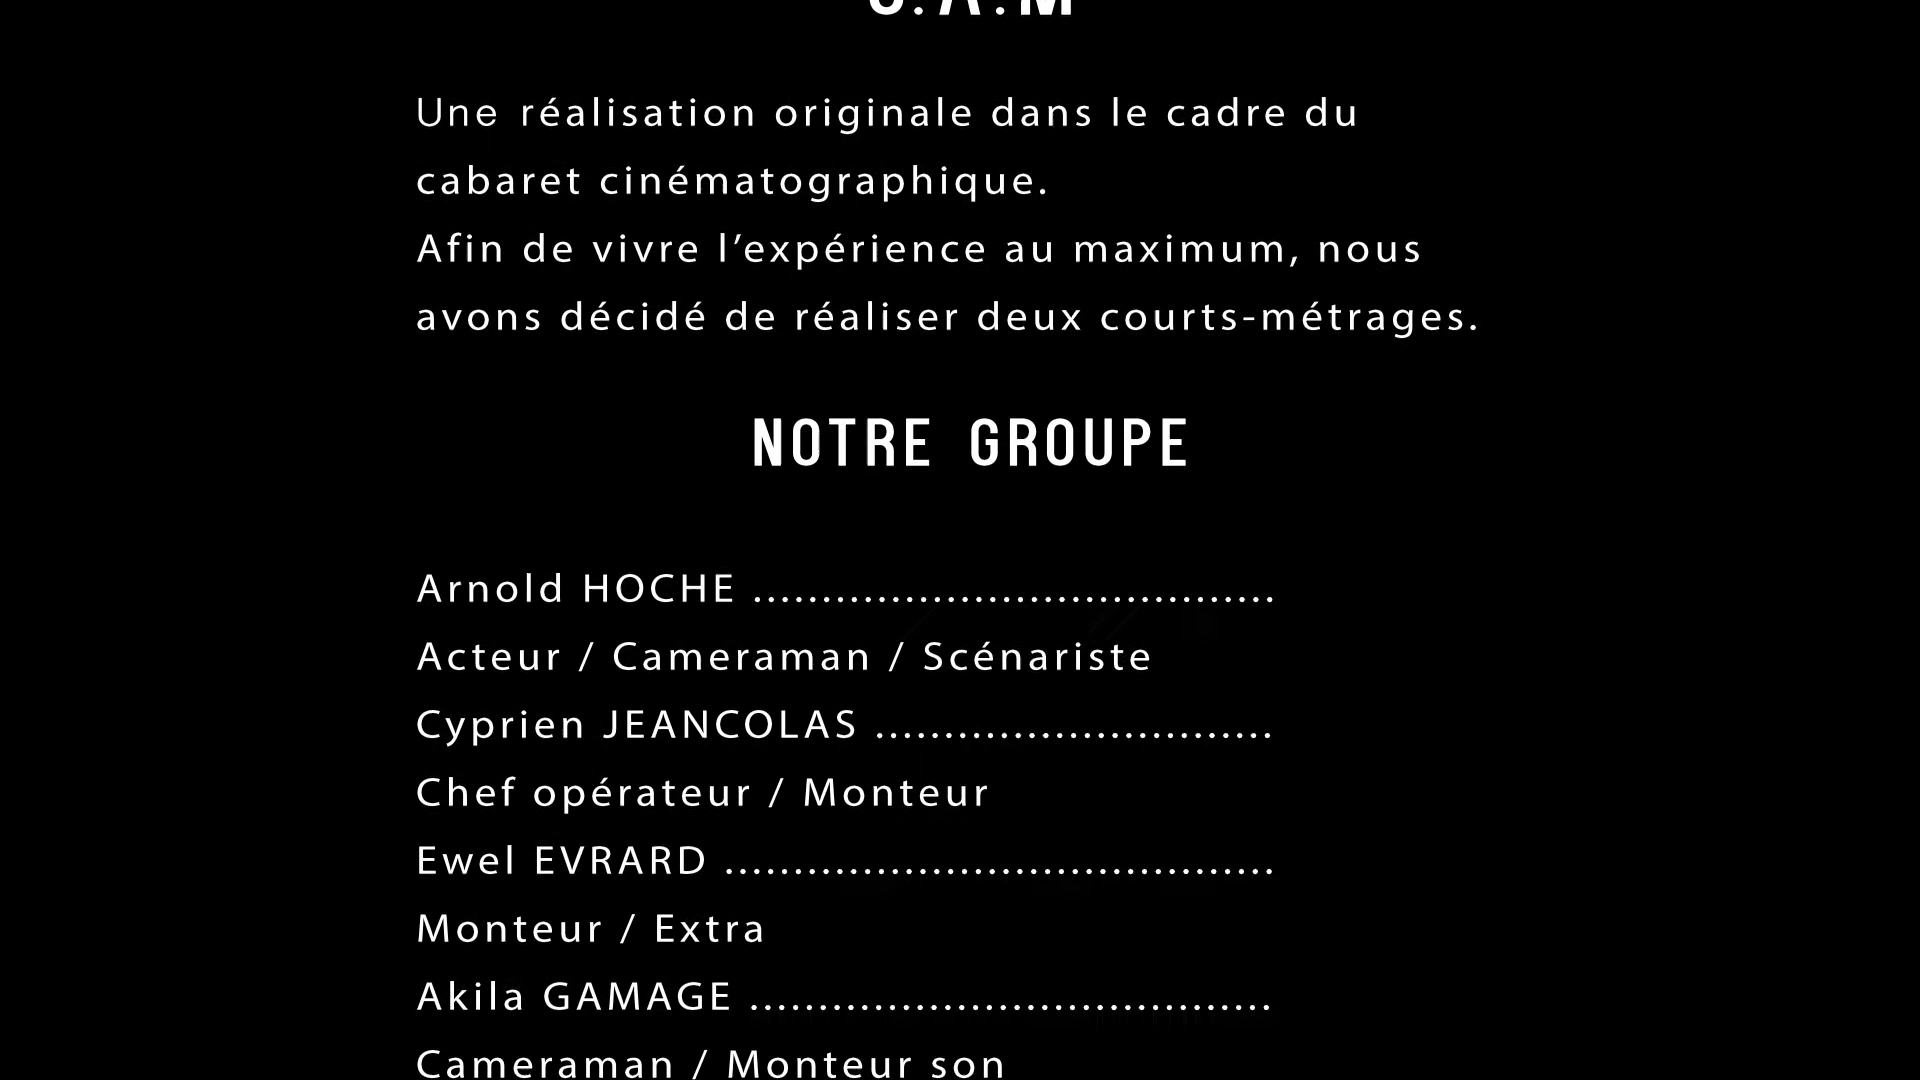 Une réalisation originale dans le cadre du
cabaret cinématographique.
Afin de vivre l’expérience au maximum, nous
avons décidé de réaliser deux courts-métrages.
NOTRE GROUPE
Arnold HOCHE ......................................
Acteur / Cameraman / Scénariste
Cyprien JEANCOLAS .............................
Chef opérateur / Monteur
Ewel EVRARD ........................................
Monteur / Extra
Akila GAMAGE ......................................
Cameraman / Monteur son